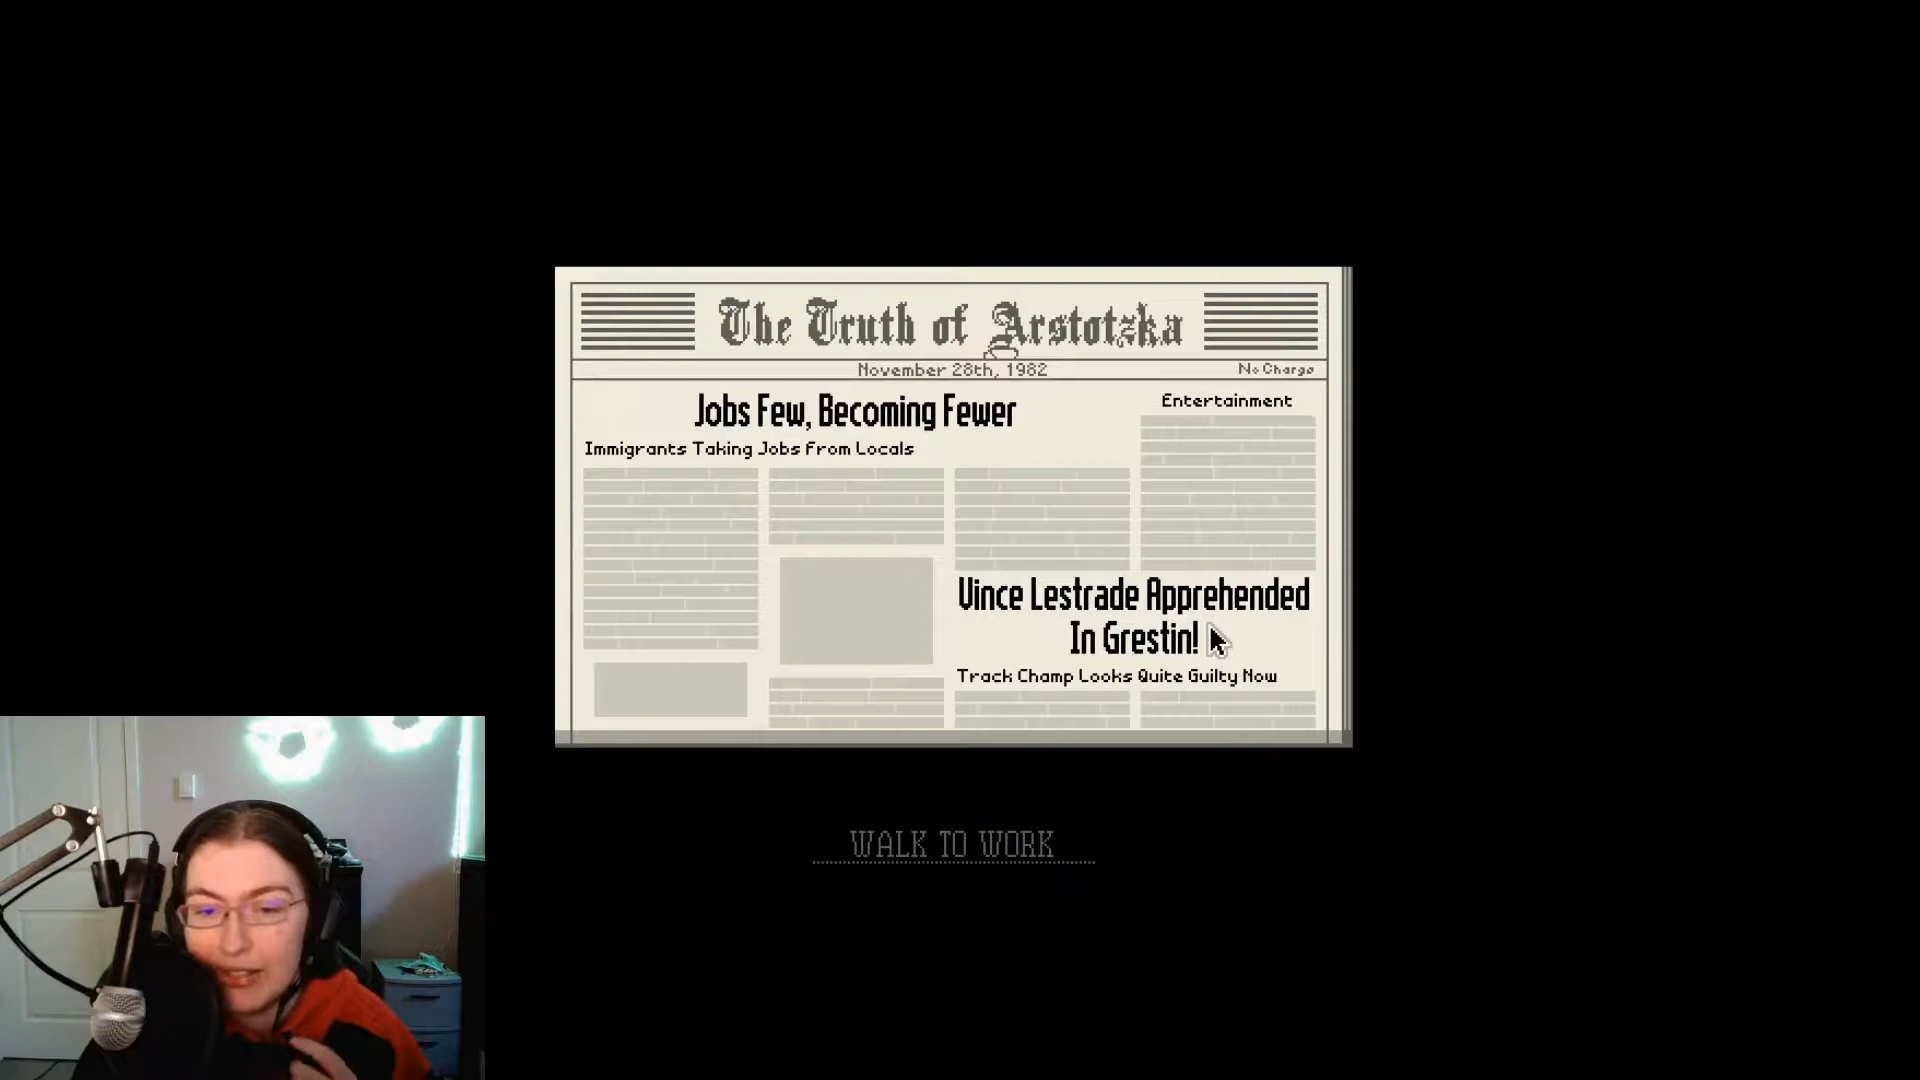 The Truth of Arstotzka
November 28th, 1982
No Charge
Jobs Few, Becoming Fewer
Immigrants Taking Jobs From Locals
Entertainment
Vince Lestrade Apprehended
In Grestin!
Track Champ Looks Quite Guilty Now
WALK TO WORK